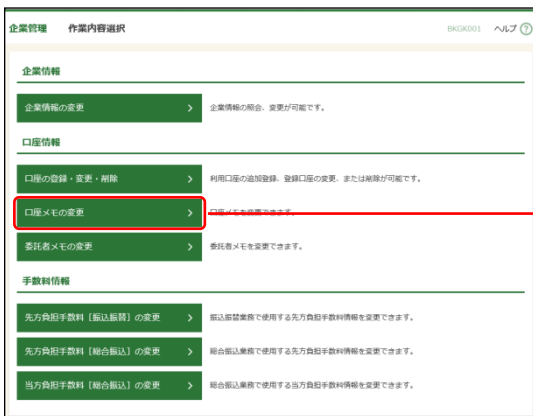 企業管理 作業内容選択 BKGK001 ヘルプ ?
企業情報
企業情報の変更 > 企業情報の照会、変更が可能です。
口座情報
口座の登録・変更・削除 > 利用口座の追加登録、登録口座の変更、または削除が可能です。
口座メモの変更 > 口座メモを変更できます。
委託者メモの変更 > 委託者メモを変更できます。
手数料情報
先方負担手数料［振込振替］の変更 > 振込振替業務で使用する先方負担手数料情報を変更できます。
先方負担手数料［総合振込］の変更 > 総合振込業務で使用する先方負担手数料情報を変更できます。
当方負担手数料［総合振込］の変更 > 総合振込業務で使用する当方負担手数料情報を変更できます。